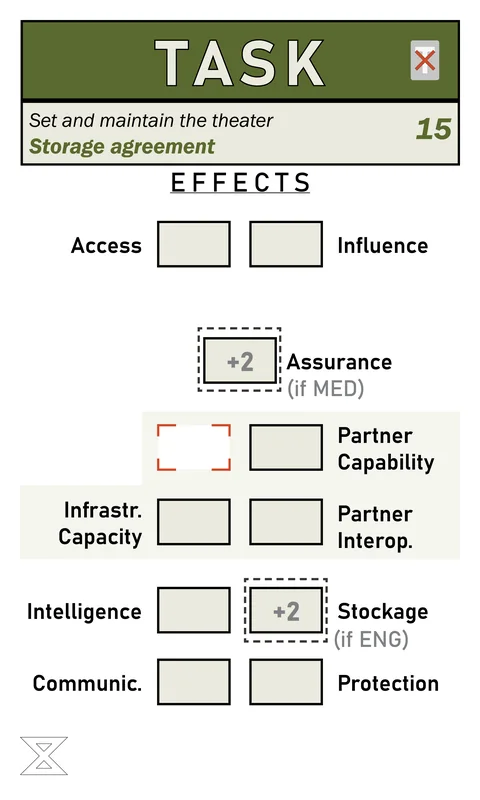 TASK
Set and maintain the theater
Storage agreement
15
EFFECTS
Access
Influence
+2
Assurance
(if MED)
Partner
Capability
Infrastr.
Capacity
Partner
Interop.
Intelligence
+2
Stockage
(if ENG)
Communic.
Protection